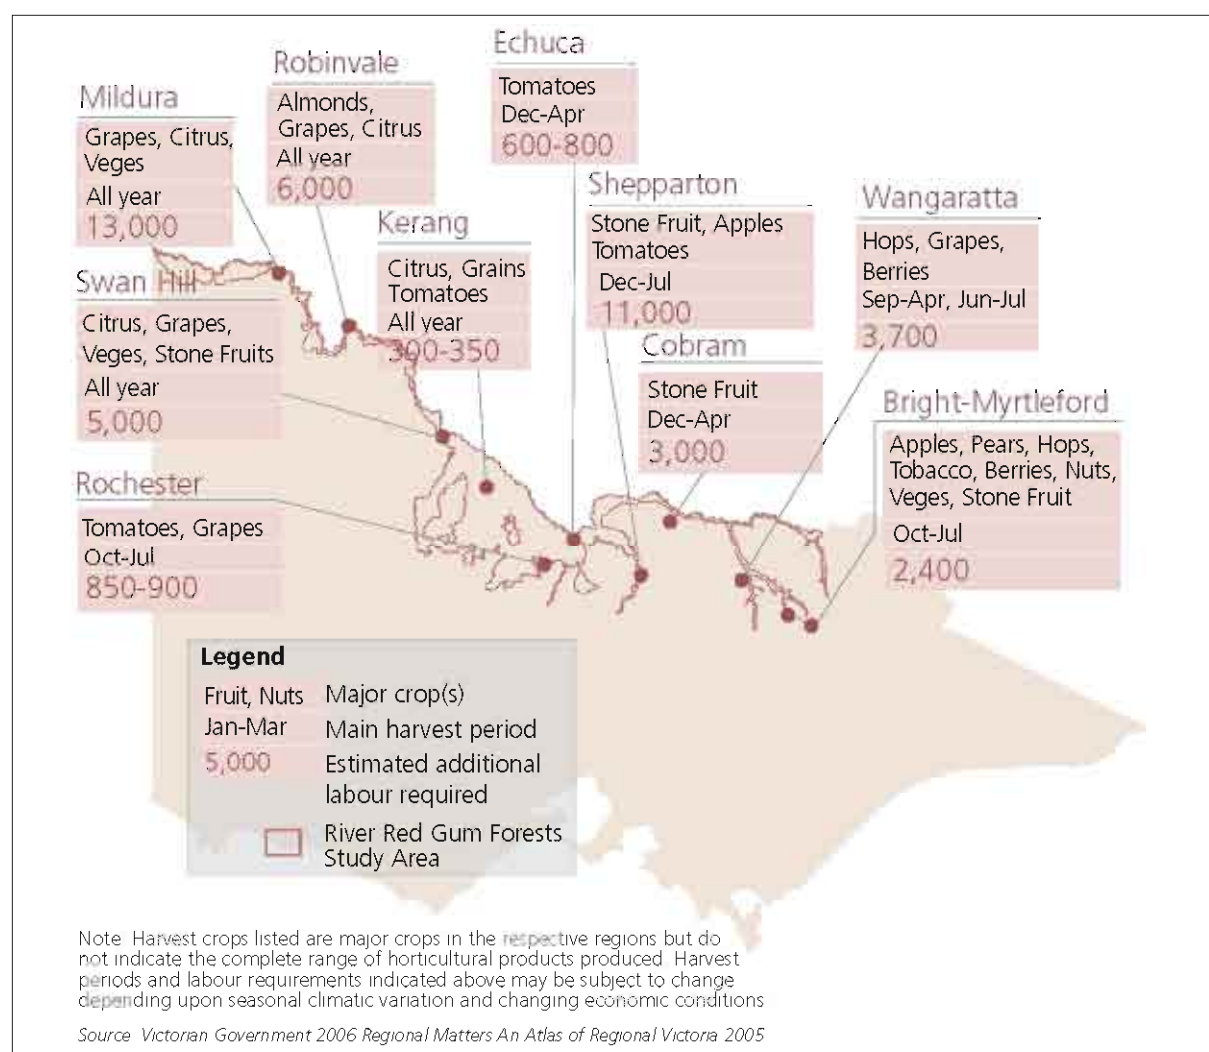 Echuca
Tomatoes
Dec-Apr
600-800
Robinvale
Almonds,
Grapes, Citrus
All year
6,000
Mildura
Grapes, Citrus,
Veges
All year
13,000
Kerang
Citrus, Grains
Tomatoes
All year
300-350
Shepparton
Stone Fruit, Apples
Tomatoes
Dec-Jul
11,000
Wangaratta
Hops, Grapes,
Berries
Sep-Apr, Jun-Jul
3,700
Swan Hill
Citrus, Grapes,
Veges, Stone Fruits
All year
5,000
Cobram
Stone Fruit
Dec-Apr
3,000
Bright-Myrtleford
Apples, Pears, Hops,
Tobacco, Berries, Nuts,
Veges, Stone Fruit
Oct-Jul
2,400
Rochester
Tomatoes, Grapes
Oct-Jul
850-900
Legend
Fruit, Nuts Major crop(s)
Jan-Mar Main harvest period
5,000 Estimated additional
labour required
River Red Gum Forests
Study Area
Note Harvest crops listed are major crops in the respective regions but do
not indicate the complete range of horticultural products produced Harvest
periods and labour requirements indicated above may be subject to change
depending upon seasonal climatic variation and changing economic conditions
Source Victorian Government 2006 Regional Matters An Atlas of Regional Victoria 2005